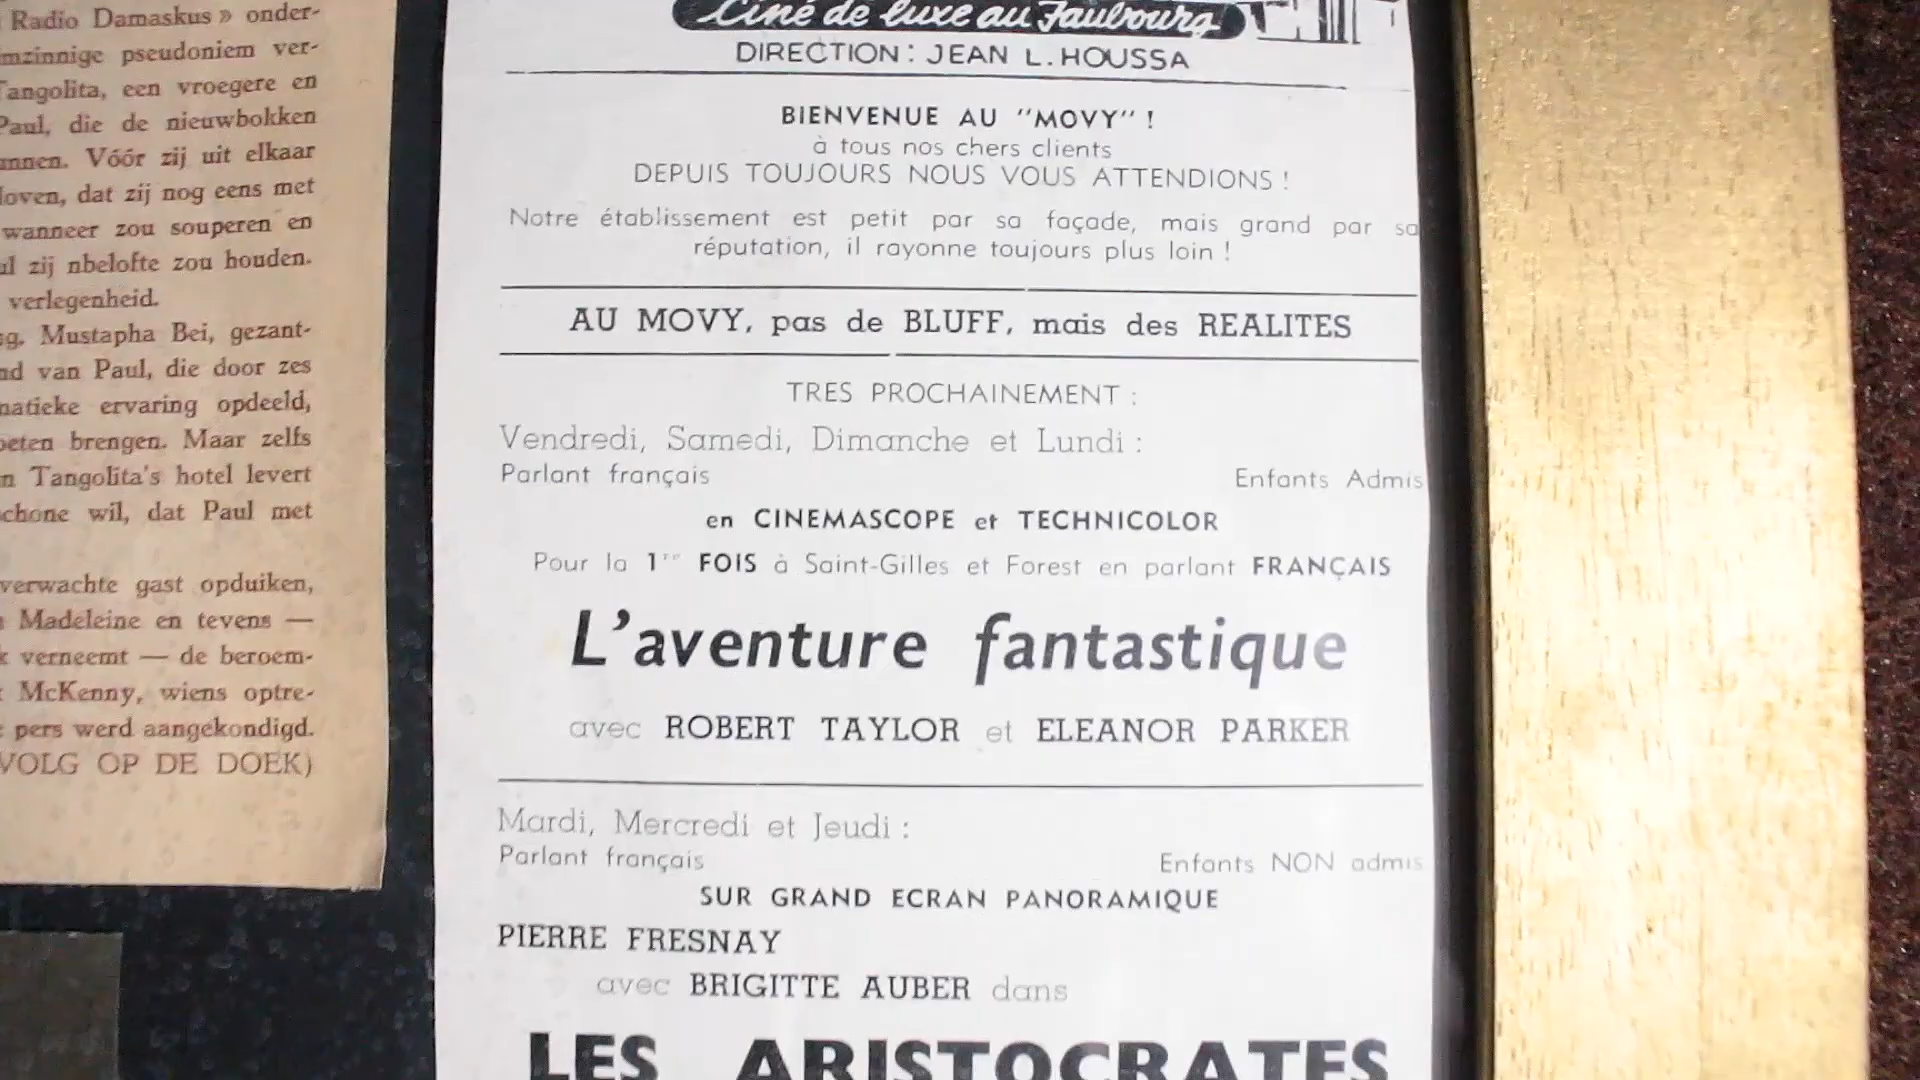 Radio Damaskus » onder-
pseudoniem ver-
Tangolita, een vroegere en
Paul, die de nieuwbokken
Vóór zij uit elkaar
dat zij nog eens met
wanneer zou souperen en
zij nbelofte zou houden.
verlegenheid.
Mustapha Bei, gezant-
van Paul, die door zes
ervaring opdeeld,
brengen. Maar zelfs
Tangolita's hotel levert
wil, dat Paul met
verwachte gast opduiken,
Madeleine en tevens —
verneemt — de beroem-
McKenny, wiens optre-
pers werd aangekondigd.
OP DE DOEK)
Ciné de luxe au Faubourg
DIRECTION : JEAN L. HOUSSA
BIENVENUE AU "MOVY" !
à tous nos chers clients
DEPUIS TOUJOURS NOUS VOUS ATTENDIONS !
Notre établissement est petit par sa façade, mais grand par sa
réputation, il rayonne toujours plus loin !
AU MOVY, pas de BLUFF, mais des REALITES
TRES PROCHAINEMENT :
Vendredi, Samedi, Dimanche et Lundi :
Parlant français Enfants Admis
en CINEMASCOPE et TECHNICOLOR
Pour la 1re FOIS à Saint-Gilles et Forest en parlant FRANÇAIS
L'aventure fantastique
avec ROBERT TAYLOR et ELEANOR PARKER
Mardi, Mercredi et Jeudi :
Parlant français Enfants NON admis
SUR GRAND ECRAN PANORAMIQUE
PIERRE FRESNAY
avec BRIGITTE AUBER dans
LES ARISTOCRATES